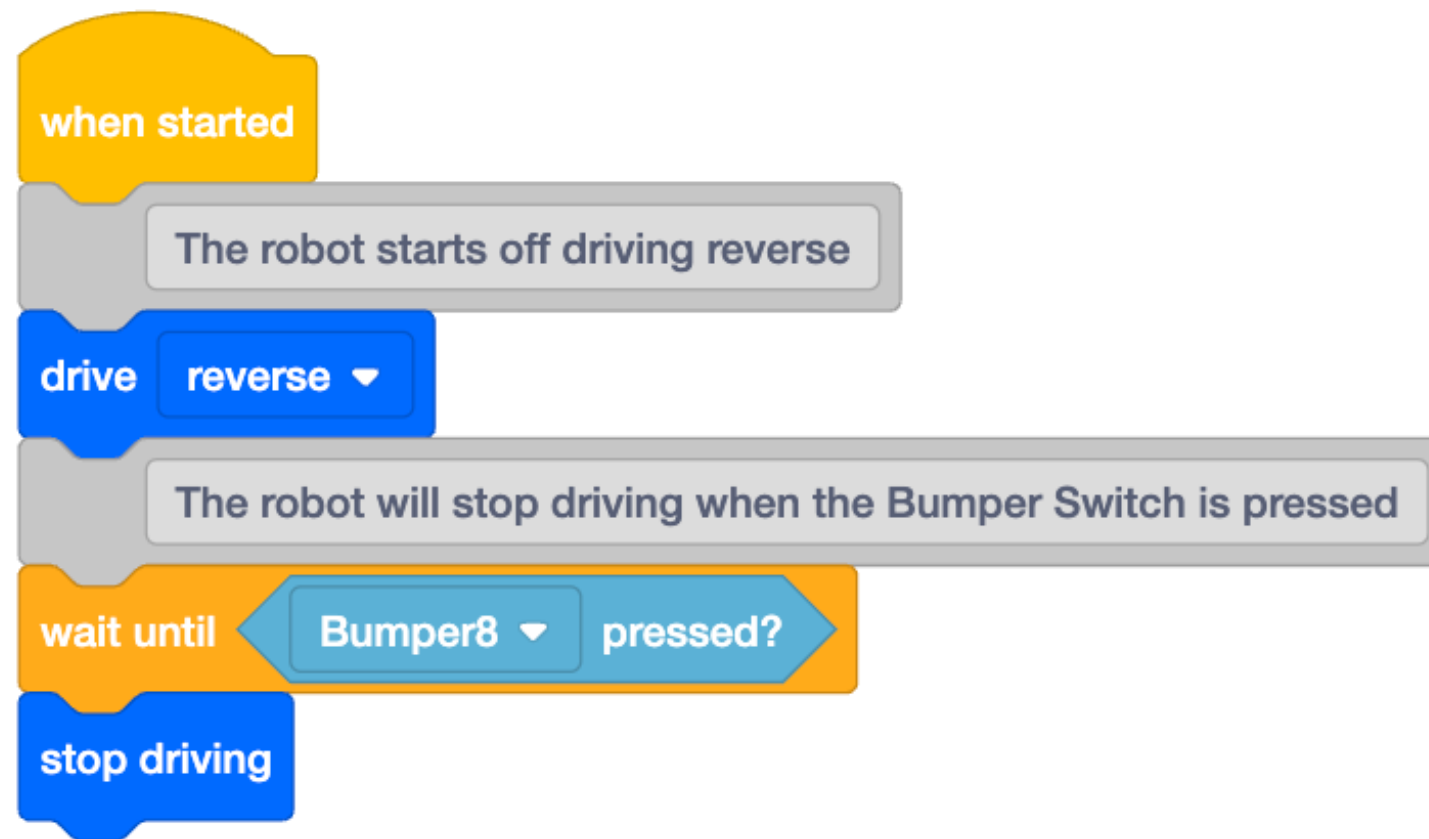 when started
The robot starts off driving reverse
drive reverse
The robot will stop driving when the Bumper Switch is pressed
wait until Bumper8 pressed?
stop driving